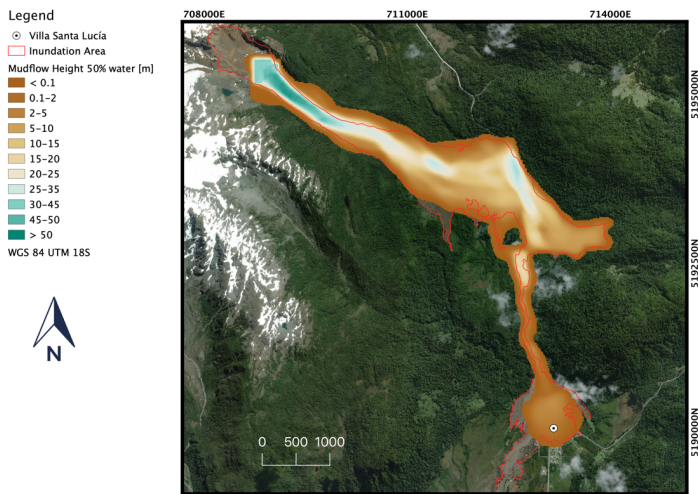 Legend
Villa Santa Lucía
Inundation Area
Mudflow Height 50% water [m]
< 0.1
0.1-2
2-5
5-10
10-15
15-20
20-25
25-35
30-45
45-50
> 50
WGS 84 UTM 18S
N
708000E 711000E 714000E
5195000N
5192500N
5190000N
0 500 1000